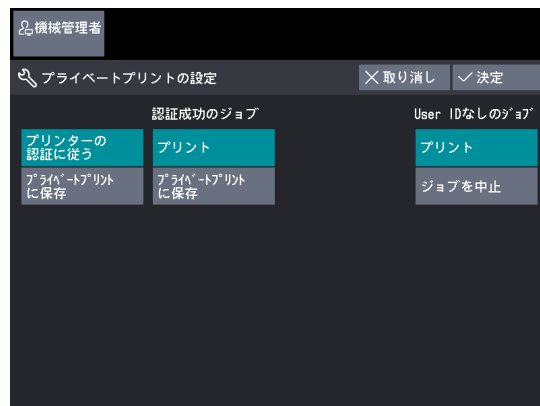 機械管理者
プライベートプリントの設定
取り消し
決定
認証成功のジョブ
User IDなしのｼﾞｮﾌﾞ
プリンターの
認証に従う
プリント
プリント
ﾌﾟﾗｲﾍﾞｰﾄﾌﾟﾘﾝﾄ
に保存
ﾌﾟﾗｲﾍﾞｰﾄﾌﾟﾘﾝﾄ
に保存
ジョブを中止